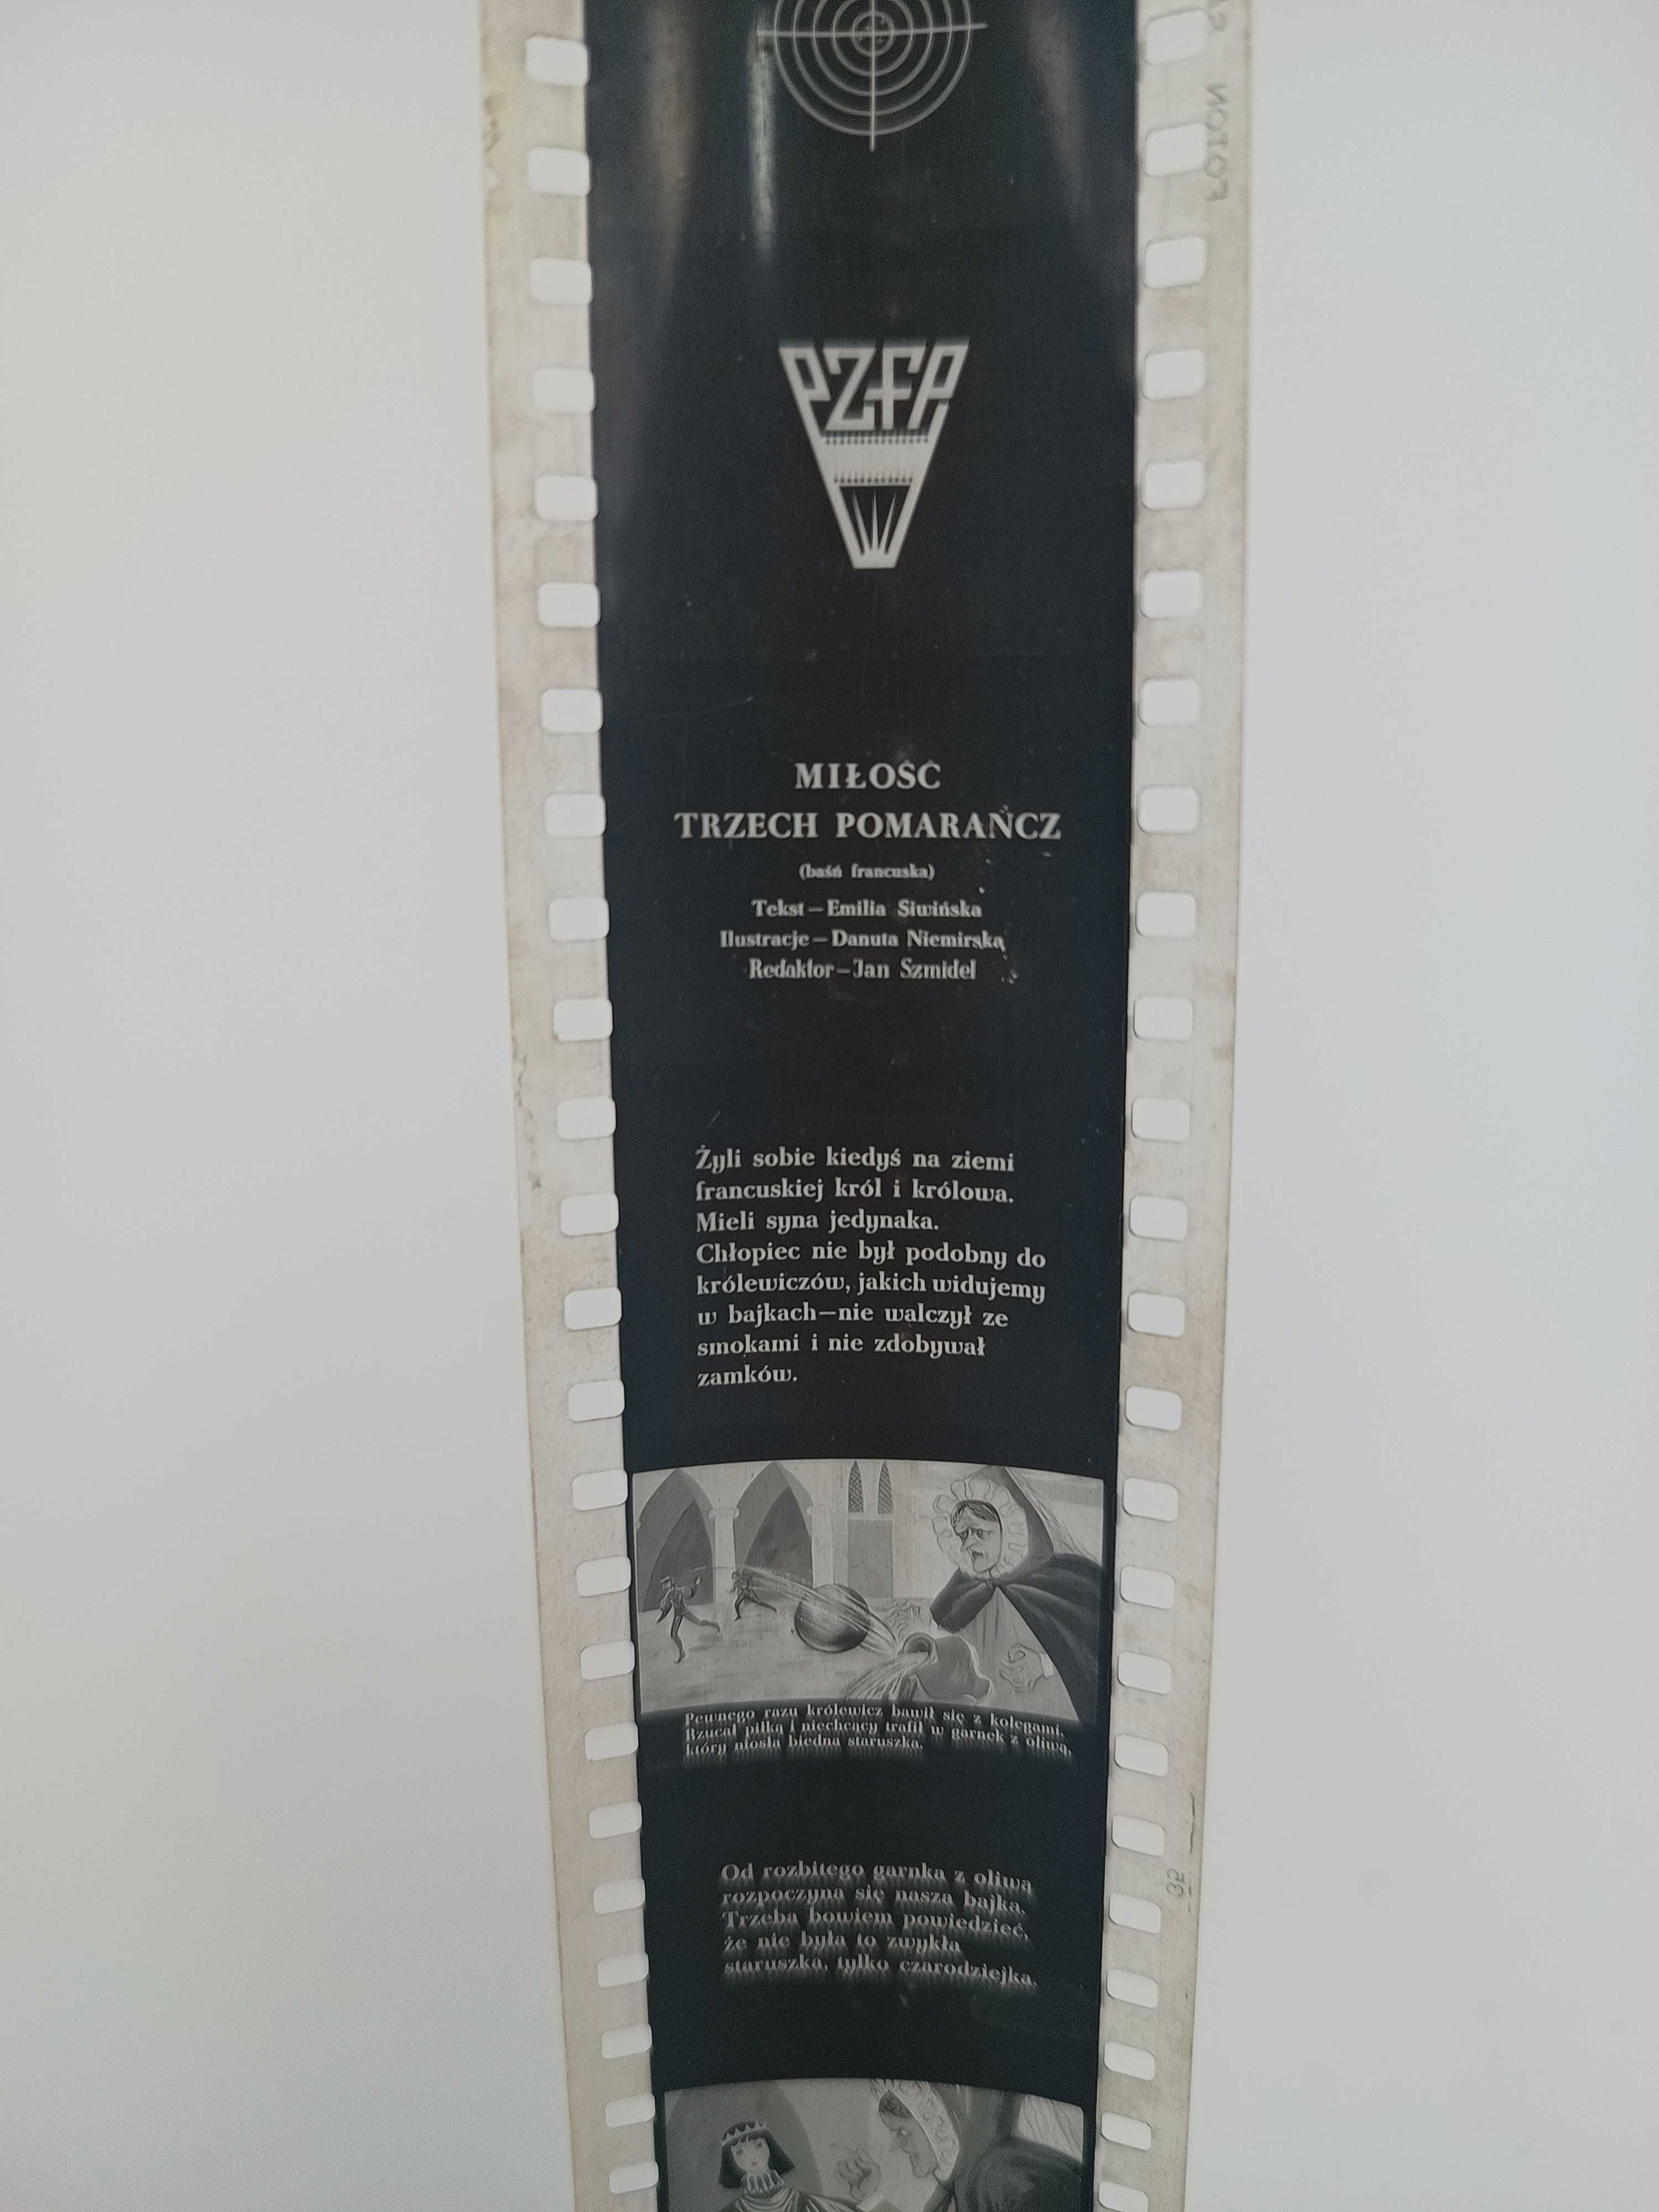 FOTON
PZFP
MIŁOŚĆ
TRZECH POMARAŃCZ
(baśń francuska)
Tekst—Emilia Siwińska
Ilustracje—Danuta Niemirska
Redaktor—Jan Szmidel
Żyli sobie kiedyś na ziemi
francuskiej król i królowa.
Mieli syna jedynaka.
Chłopiec nie był podobny do
królewiczów, jakich widujemy
w bajkach—nie walczył ze
smokami i nie zdobywał
zamków.
Pewnego razu królewicz bawił się z kolegami.
Rzucał piłką i niechcący trafił w garnek z oliwą,
który niosła biedna staruszka.
Od rozbitego garnka z oliwą
rozpoczyna się nasza bajka.
Trzeba bowiem powiedzieć,
że nie była to zwykła
staruszka, tylko czarodziejka.